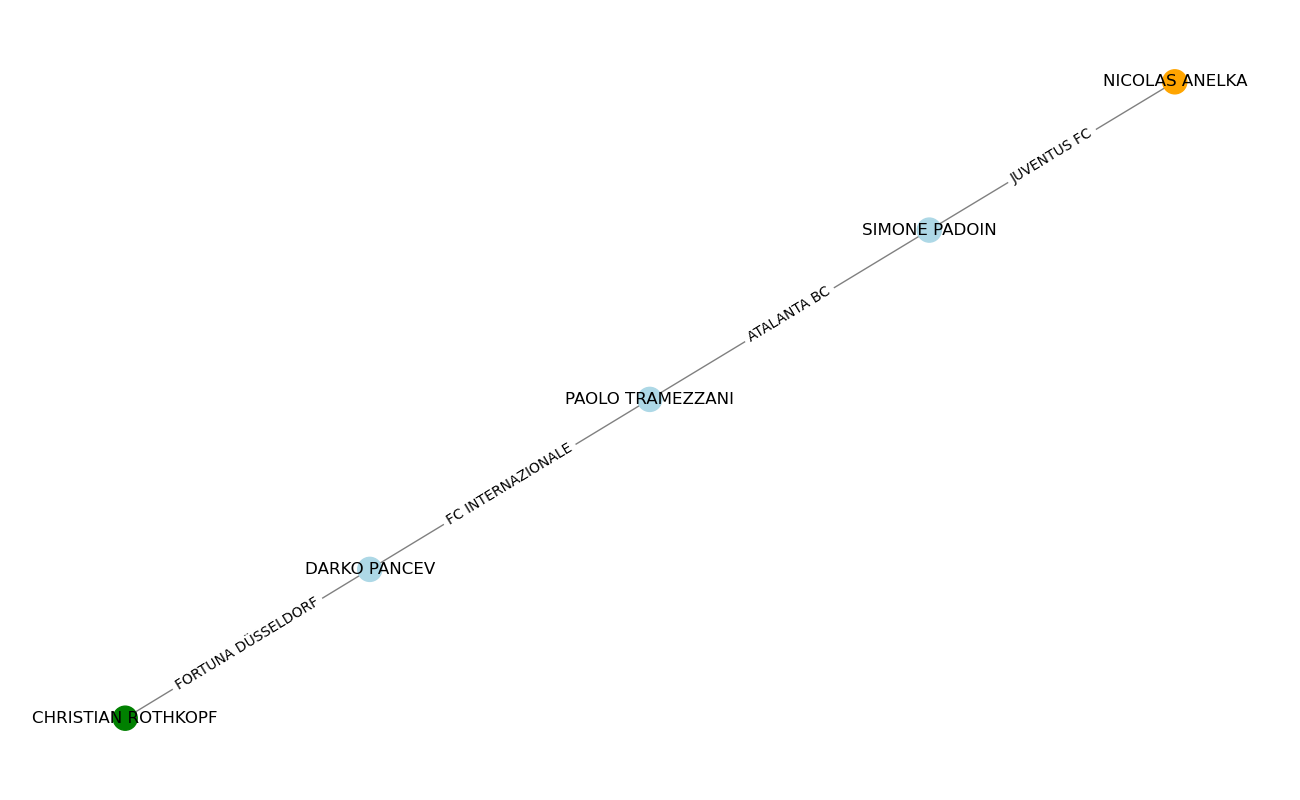 NICOLAS ANELKA
JUVENTUS FC
SIMONE PADOIN
ATALANTA BC
PAOLO TRAMEZZANI
FC INTERNAZIONALE
DARKO PANCEV
FORTUNA DÜSSELDORF
CHRISTIAN ROTHKOPF